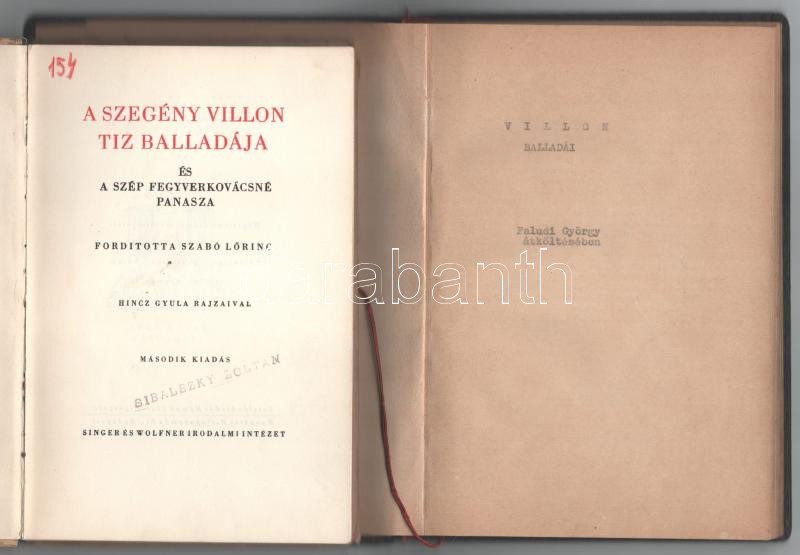 154
A SZEGÉNY VILLON
TIZ BALLADÁJA
ÉS
A SZÉP FEGYVERKOVÁCSNÉ
PANASZA
FORDITOTTA SZABÓ LŐRINC
HINCZ GYULA RAJZAIVAL
MÁSODIK KIADÁS
SIBALSZKY ZOLTÁN
SINGER ÉS WOLFNER IRODALMI INTÉZET
VILLON
BALLADÁI
Faludi György
átköltésében
darabanth